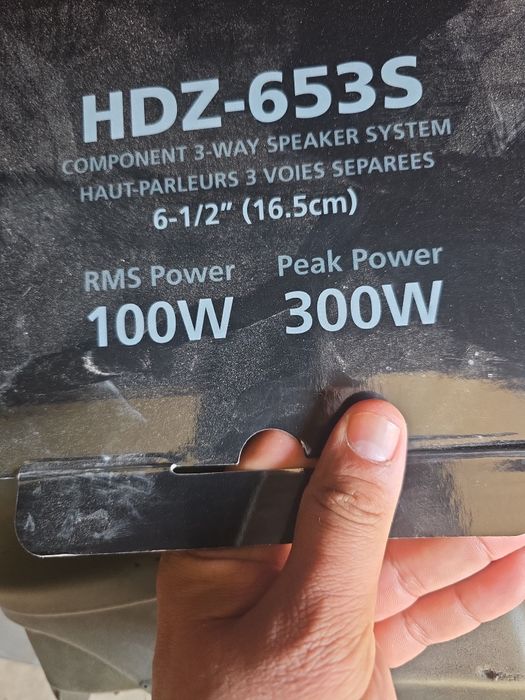 HDZ-653S
COMPONENT 3-WAY SPEAKER SYSTEM
HAUT-PARLEURS 3 VOIES SEPAREES
6-1/2” (16.5cm)
RMS Power Peak Power
100W 300W